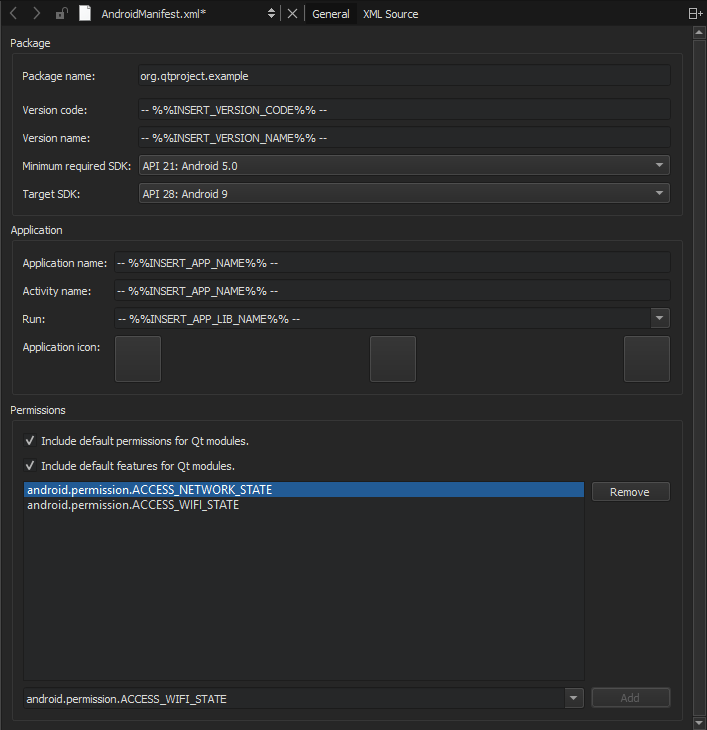 AndroidManifest.xml* General XML Source
Package
Package name: org.qtproject.example
Version code: -- %%INSERT_VERSION_CODE%% --
Version name: -- %%INSERT_VERSION_NAME%% --
Minimum required SDK: API 21: Android 5.0
Target SDK: API 28: Android 9
Application
Application name: -- %%INSERT_APP_NAME%% --
Activity name: -- %%INSERT_APP_NAME%% --
Run: -- %%INSERT_APP_LIB_NAME%% --
Application icon:
Permissions
Include default permissions for Qt modules.
Include default features for Qt modules.
android.permission.ACCESS_NETWORK_STATE Remove
android.permission.ACCESS_WIFI_STATE
android.permission.ACCESS_WIFI_STATE Add